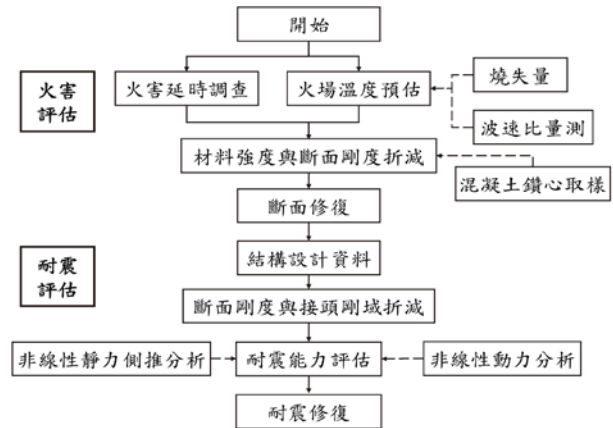 開始
火害
評估
火害延時調查
火場溫度預估
燒失量
波速比量測
材料強度與斷面剛度折減
混凝土鑽心取樣
斷面修復
耐震
評估
結構設計資料
斷面剛度與接頭剛域折減
非線性靜力側推分析
耐震能力評估
非線性動力分析
耐震修復